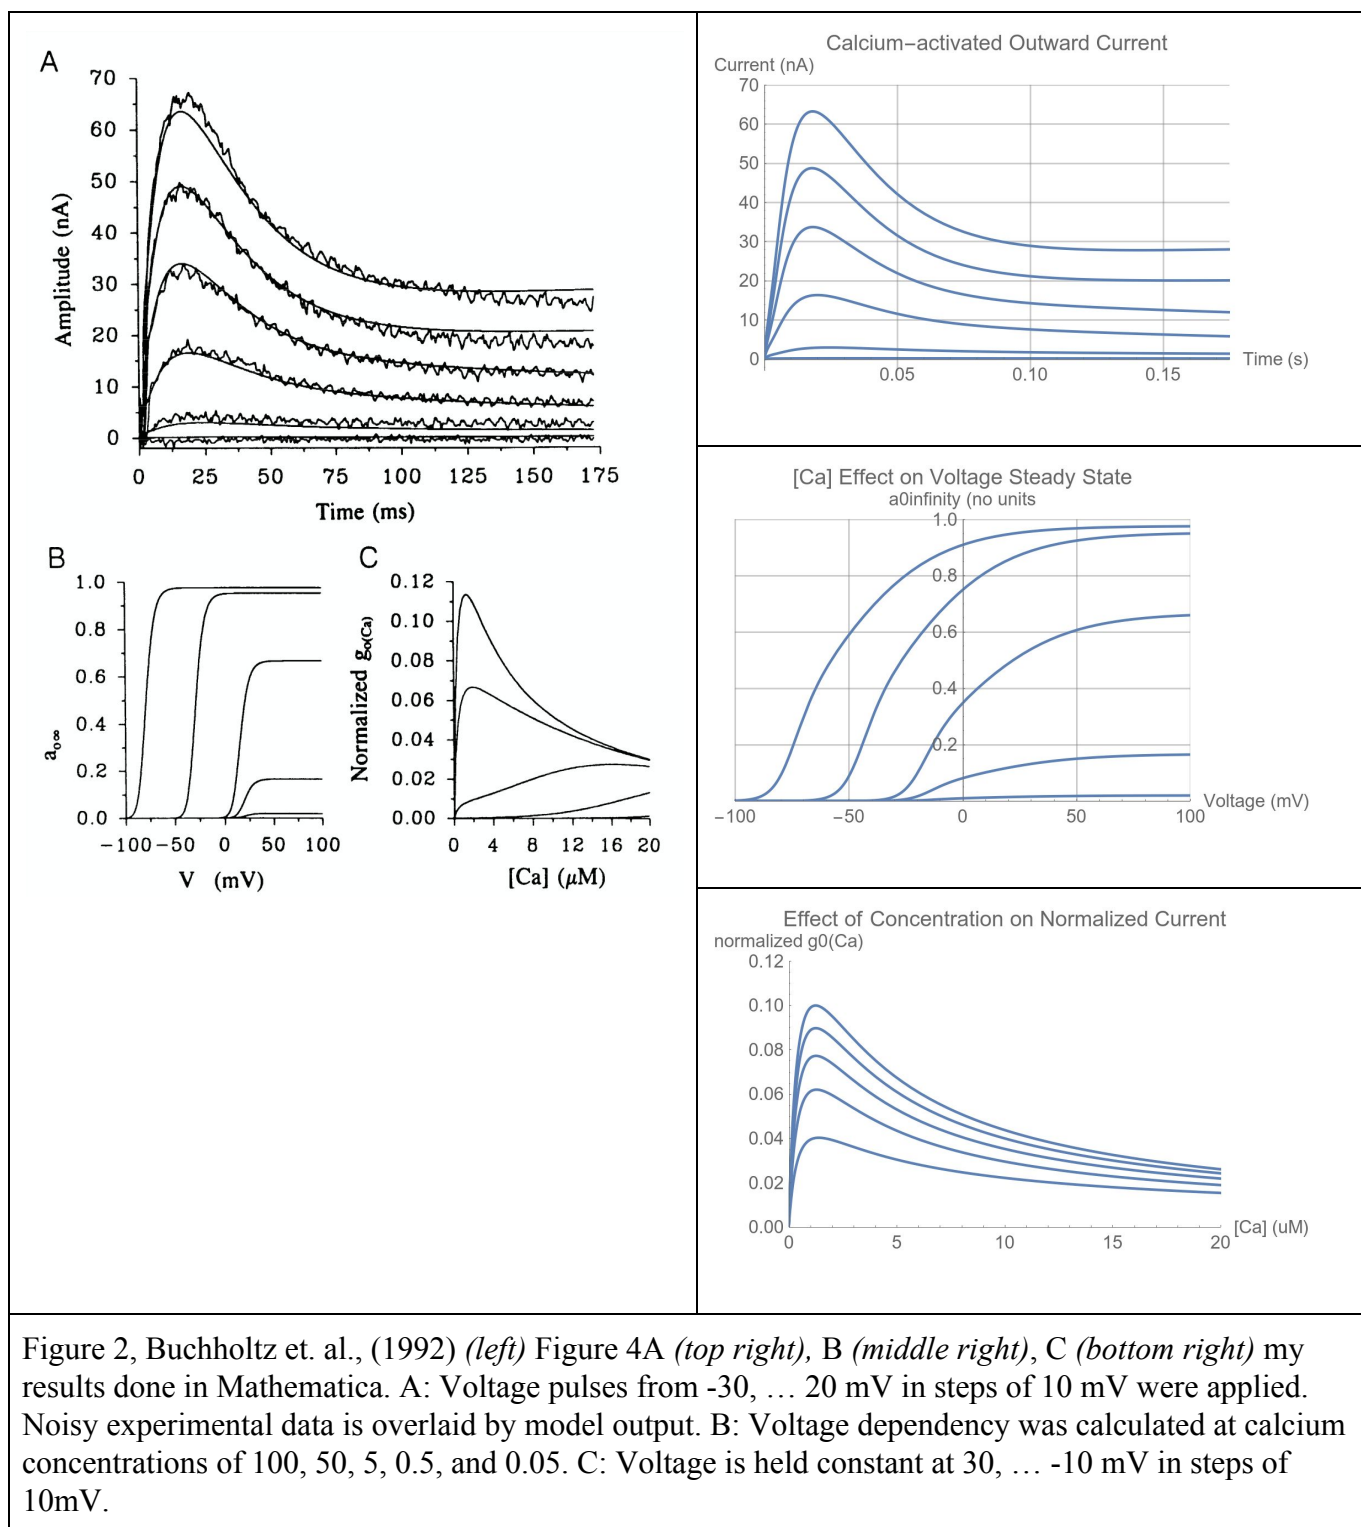 A
70
60
50
40
30
20
10
0
Amplitude (nA)
0 25 50 75 100 125 150 175
Time (ms)
B
1.0
0.8
0.6
0.4
0.2
0.0
a₀∞
−100 −50 0 50 100
V (mV)
C
0.12
0.10
0.08
0.06
0.04
0.02
0.00
Normalized g₀(Ca)
0 4 8 12 16 20
[Ca] (μM)
Calcium−activated Outward Current
Current (nA)
70
60
50
40
30
20
10
0
Time (s)
0.05 0.10 0.15
[Ca] Effect on Voltage Steady State
a0infinity (no units
1.0
0.8
0.6
0.4
0.2
Voltage (mV)
−100 −50 0 50 100
Effect of Concentration on Normalized Current
normalized g0(Ca)
0.12
0.10
0.08
0.06
0.04
0.02
0.00
[Ca] (uM)
0 5 10 15 20
Figure 2, Buchholtz et. al., (1992) (left) Figure 4A (top right), B (middle right), C (bottom right) my
results done in Mathematica. A: Voltage pulses from -30, … 20 mV in steps of 10 mV were applied.
Noisy experimental data is overlaid by model output. B: Voltage dependency was calculated at calcium
concentrations of 100, 50, 5, 0.5, and 0.05. C: Voltage is held constant at 30, … -10 mV in steps of
10mV.